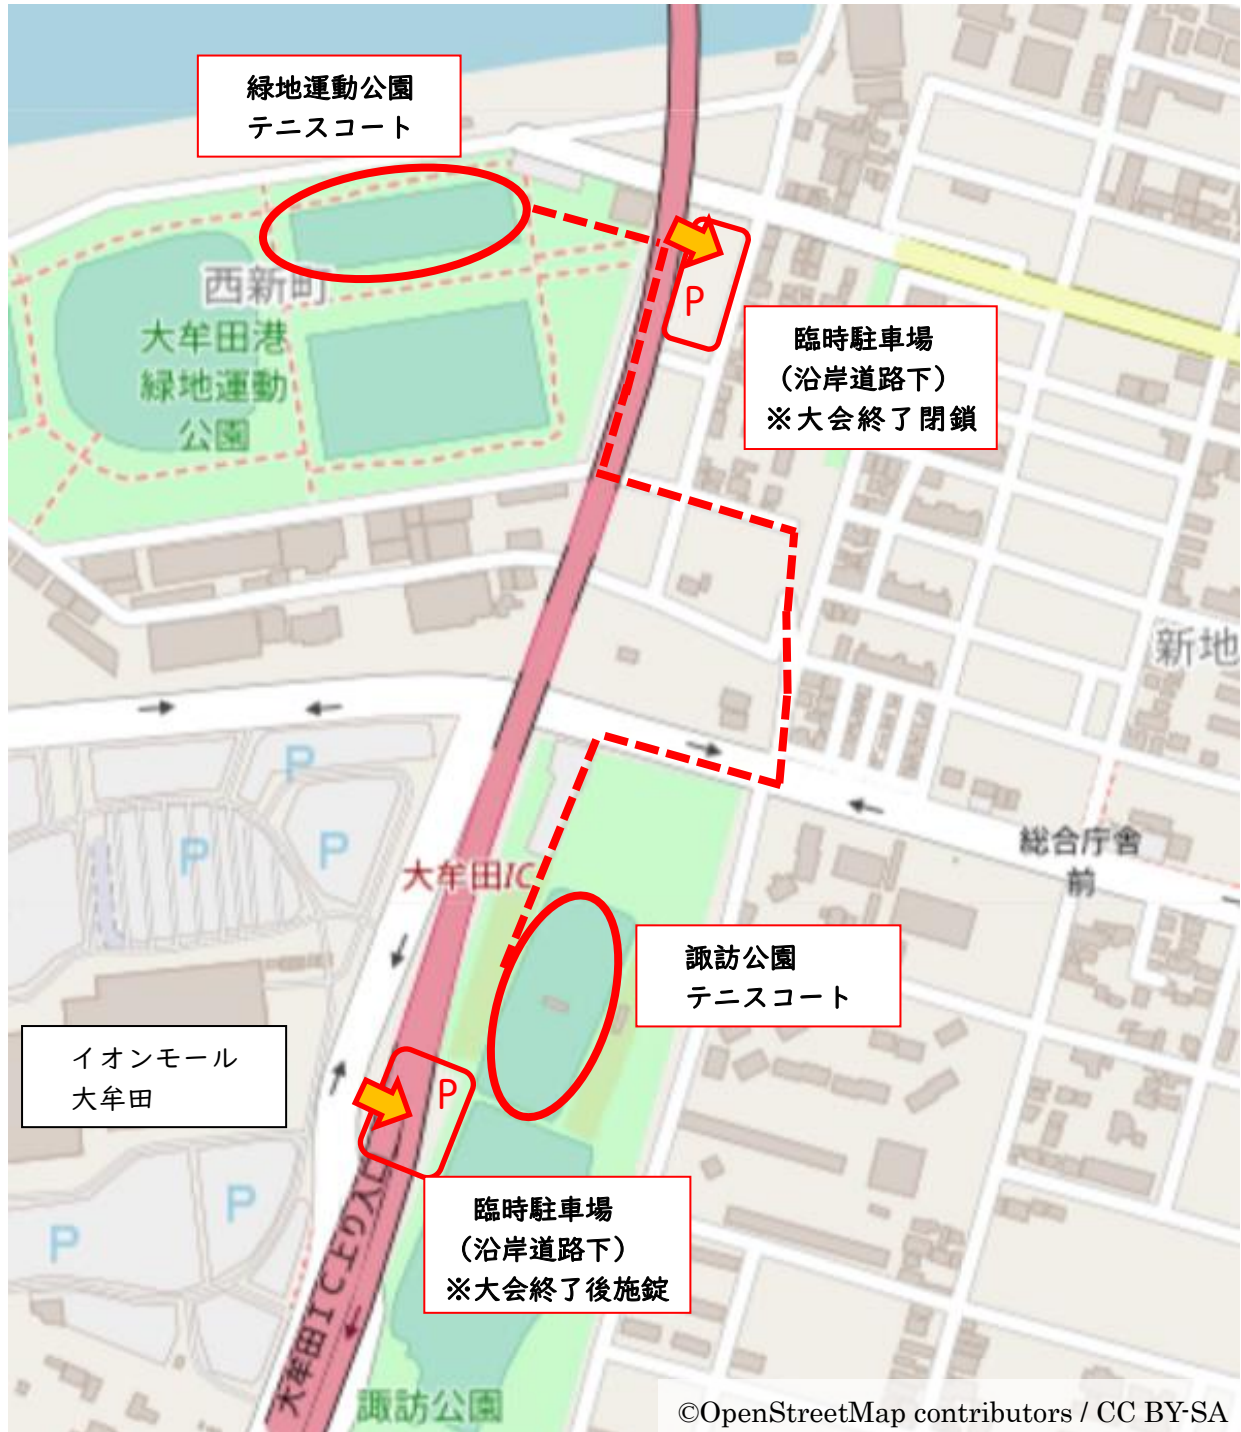 緑地運動公園
テニスコート
西新町
大牟田港
緑地運動
公園
P
臨時駐車場
（沿岸道路下）
※大会終了閉鎖
新地
P
P
P
大牟田IC
総合庁舎
前
諏訪公園
テニスコート
イオンモール
大牟田
P
P
P
臨時駐車場
（沿岸道路下）
※大会終了後施錠
大牟田IC上り入口
諏訪公園
©OpenStreetMap contributors / CC BY-SA